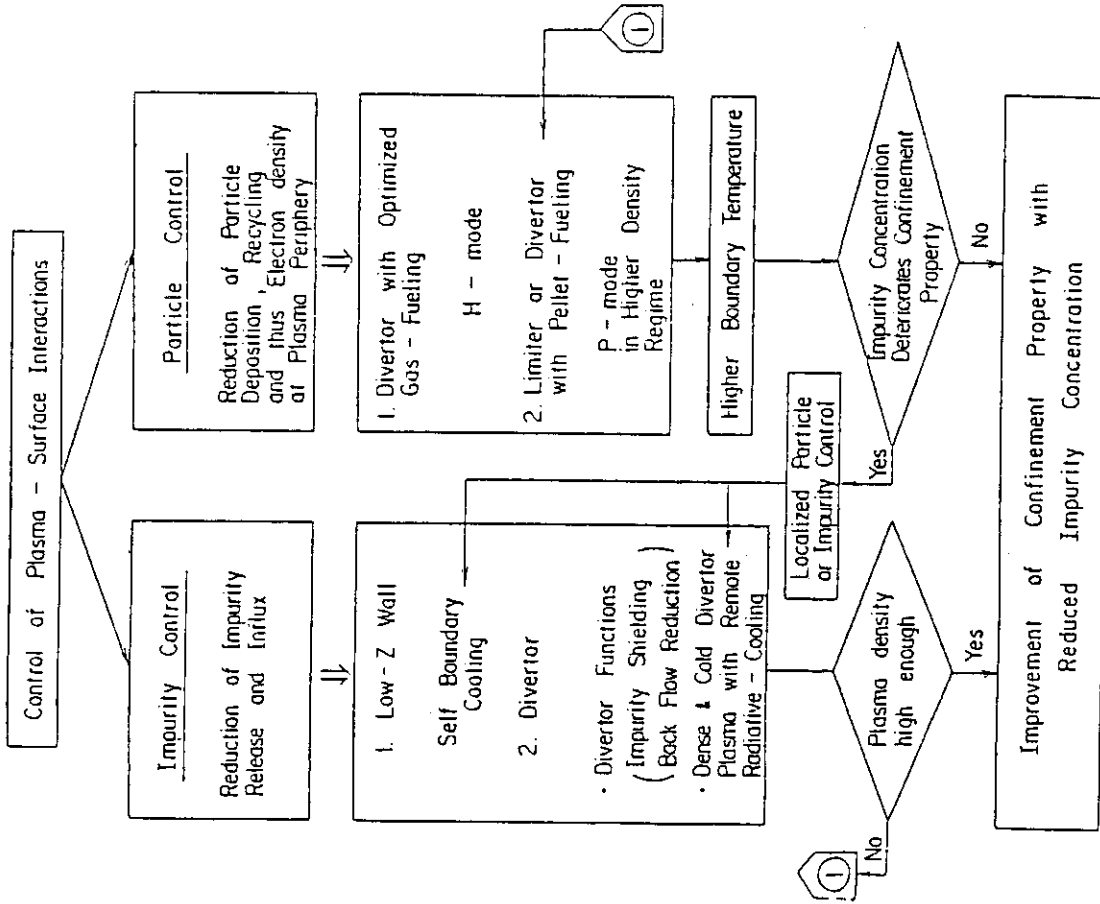 Control of Plasma - Surface Interactions
Impurity Control
Reduction of Impurity
Release and Influx
⇓
1. Low - Z Wall
Self Boundary
Cooling
2. Divertor
· Divertor Functions
( Impurity Shielding
Back Flow Reduction )
· Dense & Cold Divertor
Plasma with Remote
Radiative - Cooling
Plasma density
high enough
No
1
Yes
Particle Control
Reduction of Particle
Deposition, Recycling
and thus Electron density
at Plasma Periphery
⇓
1. Divertor with Optimized
Gas - Fueling
H - mode
2. Limiter or Divertor
with Pellet - Fueling
P - mode
in Higher Density
Regime
1
Higher Boundary Temperature
Impurity Concentration
Deteriorates Confinement
Property
Yes
No
Localized Particle
or Impurity Control
Improvement of Confinement Property with
Reduced Impurity Concentration